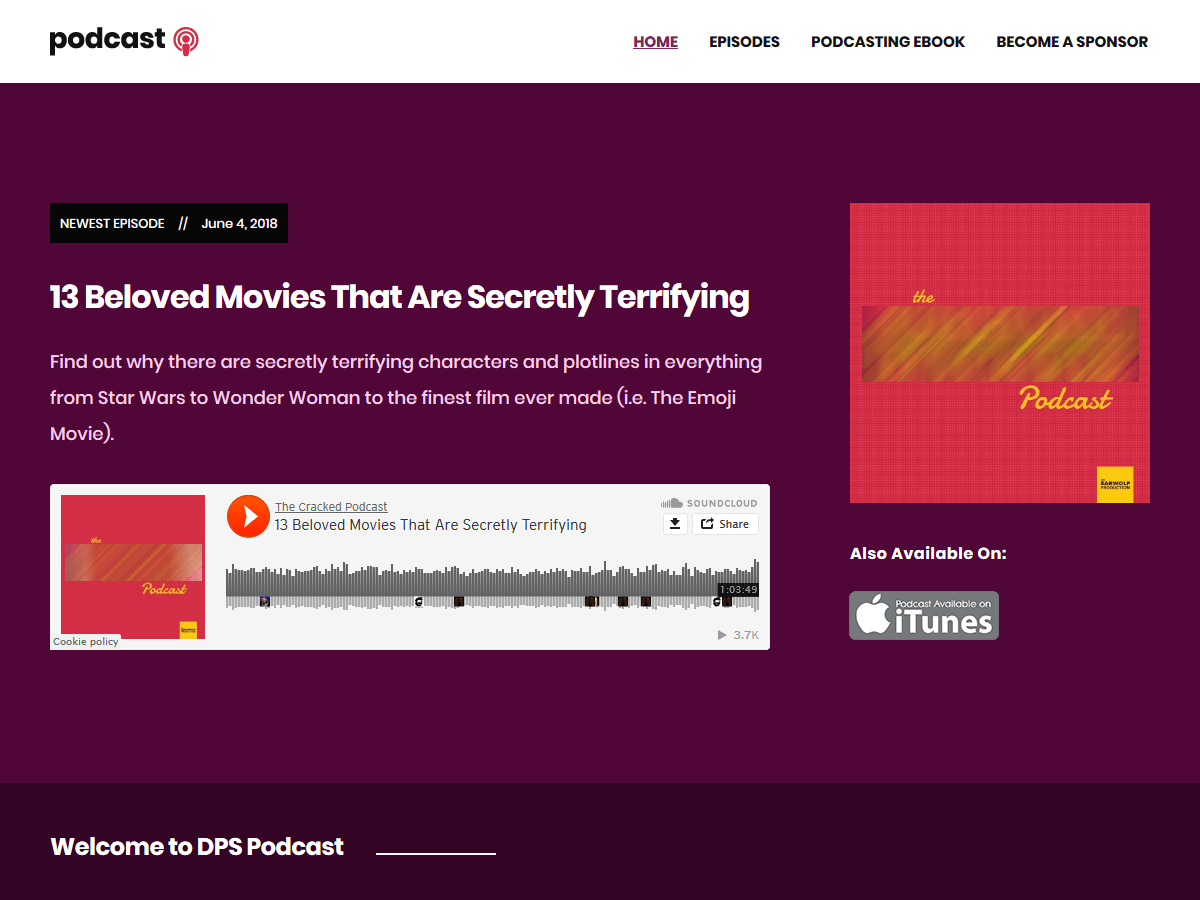 podcast
HOME
EPISODES
PODCASTING EBOOK
BECOME A SPONSOR
NEWEST EPISODE // June 4, 2018
13 Beloved Movies That Are Secretly Terrifying
Find out why there are secretly terrifying characters and plotlines in everything
from Star Wars to Wonder Woman to the finest film ever made (i.e. The Emoji
Movie).
the
Podcast
Cookie policy
The Cracked Podcast
13 Beloved Movies That Are Secretly Terrifying
SOUNDCLOUD
Share
1:03:49
3.7K
the
Podcast
EARWOLF
PRODUCTION
Also Available On:
Podcast Available on
iTunes
Welcome to DPS Podcast